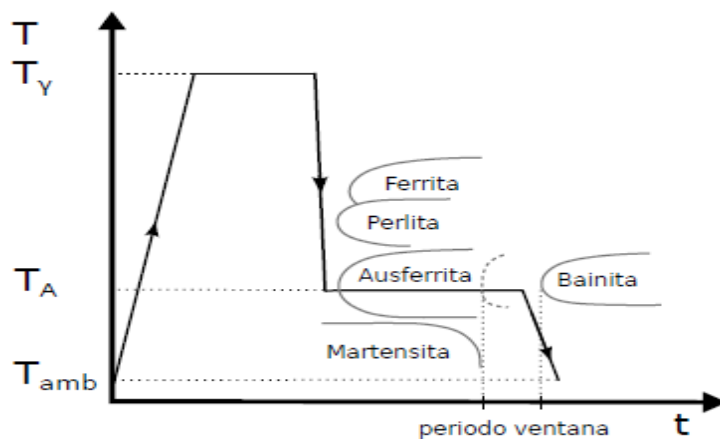 T
Tγ
Ferrita
Perlita
TA
Ausferrita
Bainita
Martensita
Tamb
t
periodo ventana